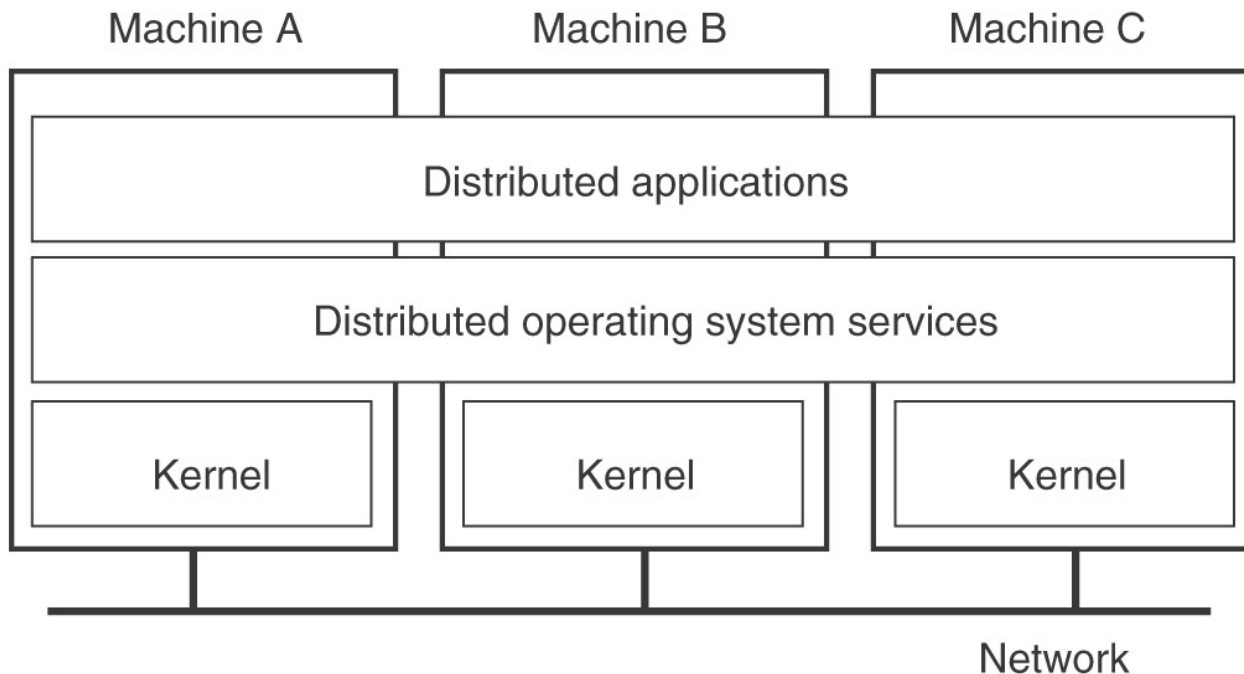 Machine A
Machine B
Machine C
Distributed applications
Distributed operating system services
Kernel
Kernel
Kernel
Network